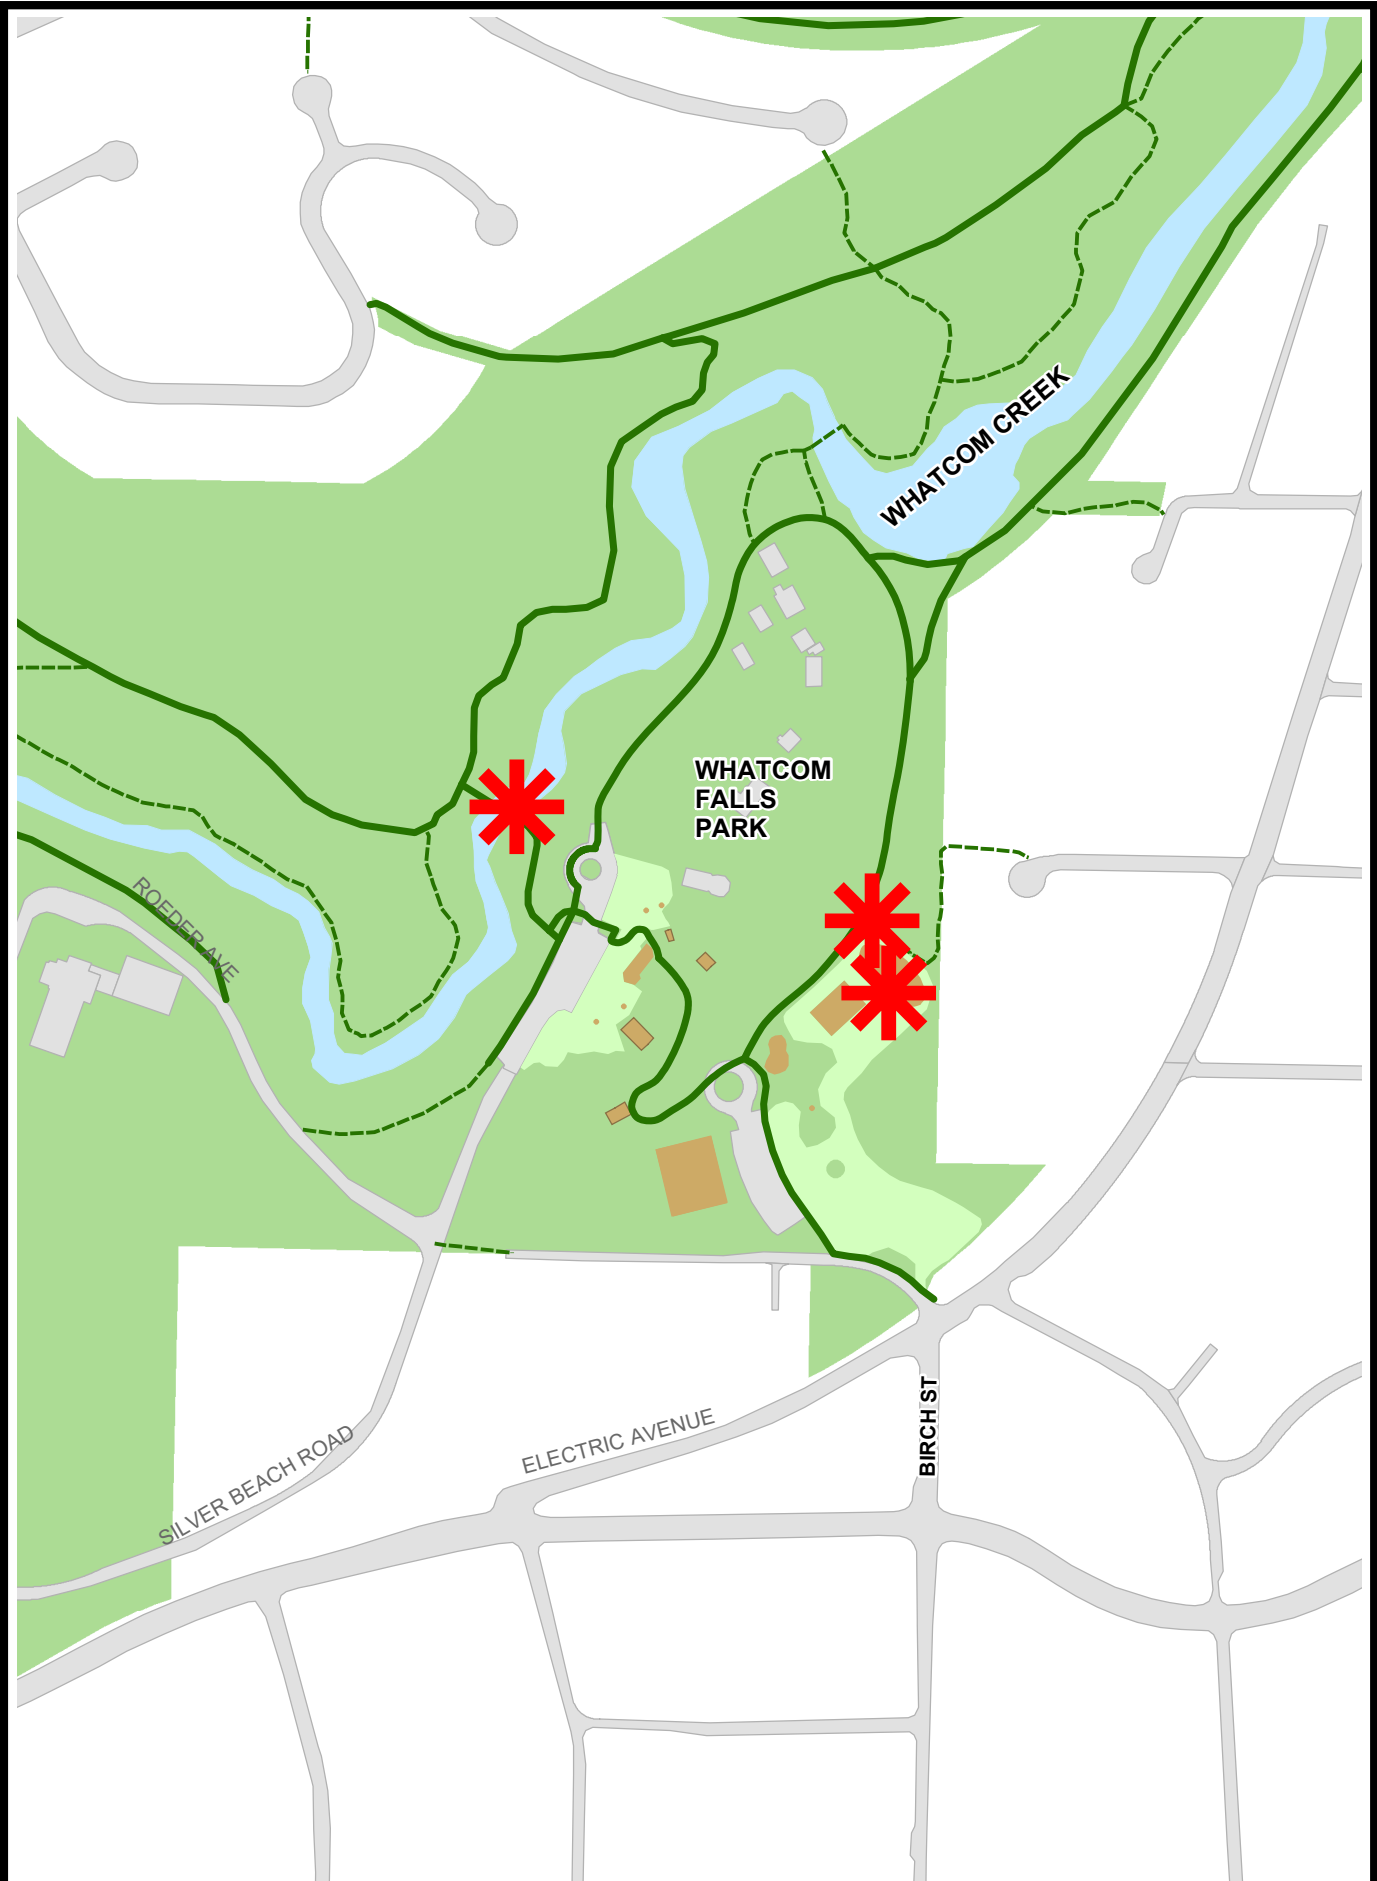 WHATCOM CREEK
WHATCOM
FALLS
PARK
ROEDER AVE
BIRCH ST
ELECTRIC AVENUE
SILVER BEACH ROAD